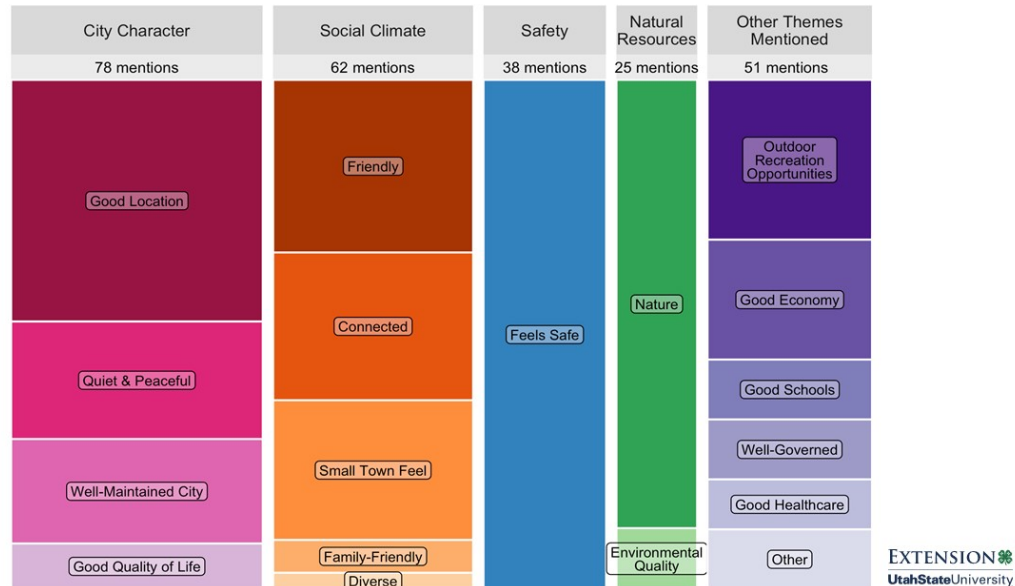 City Character
78 mentions
Good Location
Quiet & Peaceful
Well-Maintained City
Good Quality of Life
Social Climate
62 mentions
Friendly
Connected
Small Town Feel
Family-Friendly
Diverse
Safety
38 mentions
Feels Safe
Natural
Resources
25 mentions
Nature
Environmental
Quality
Other Themes
Mentioned
51 mentions
Outdoor
Recreation
Opportunities
Good Economy
Good Schools
Well-Governed
Good Healthcare
Other
EXTENSION
UtahStateUniversity